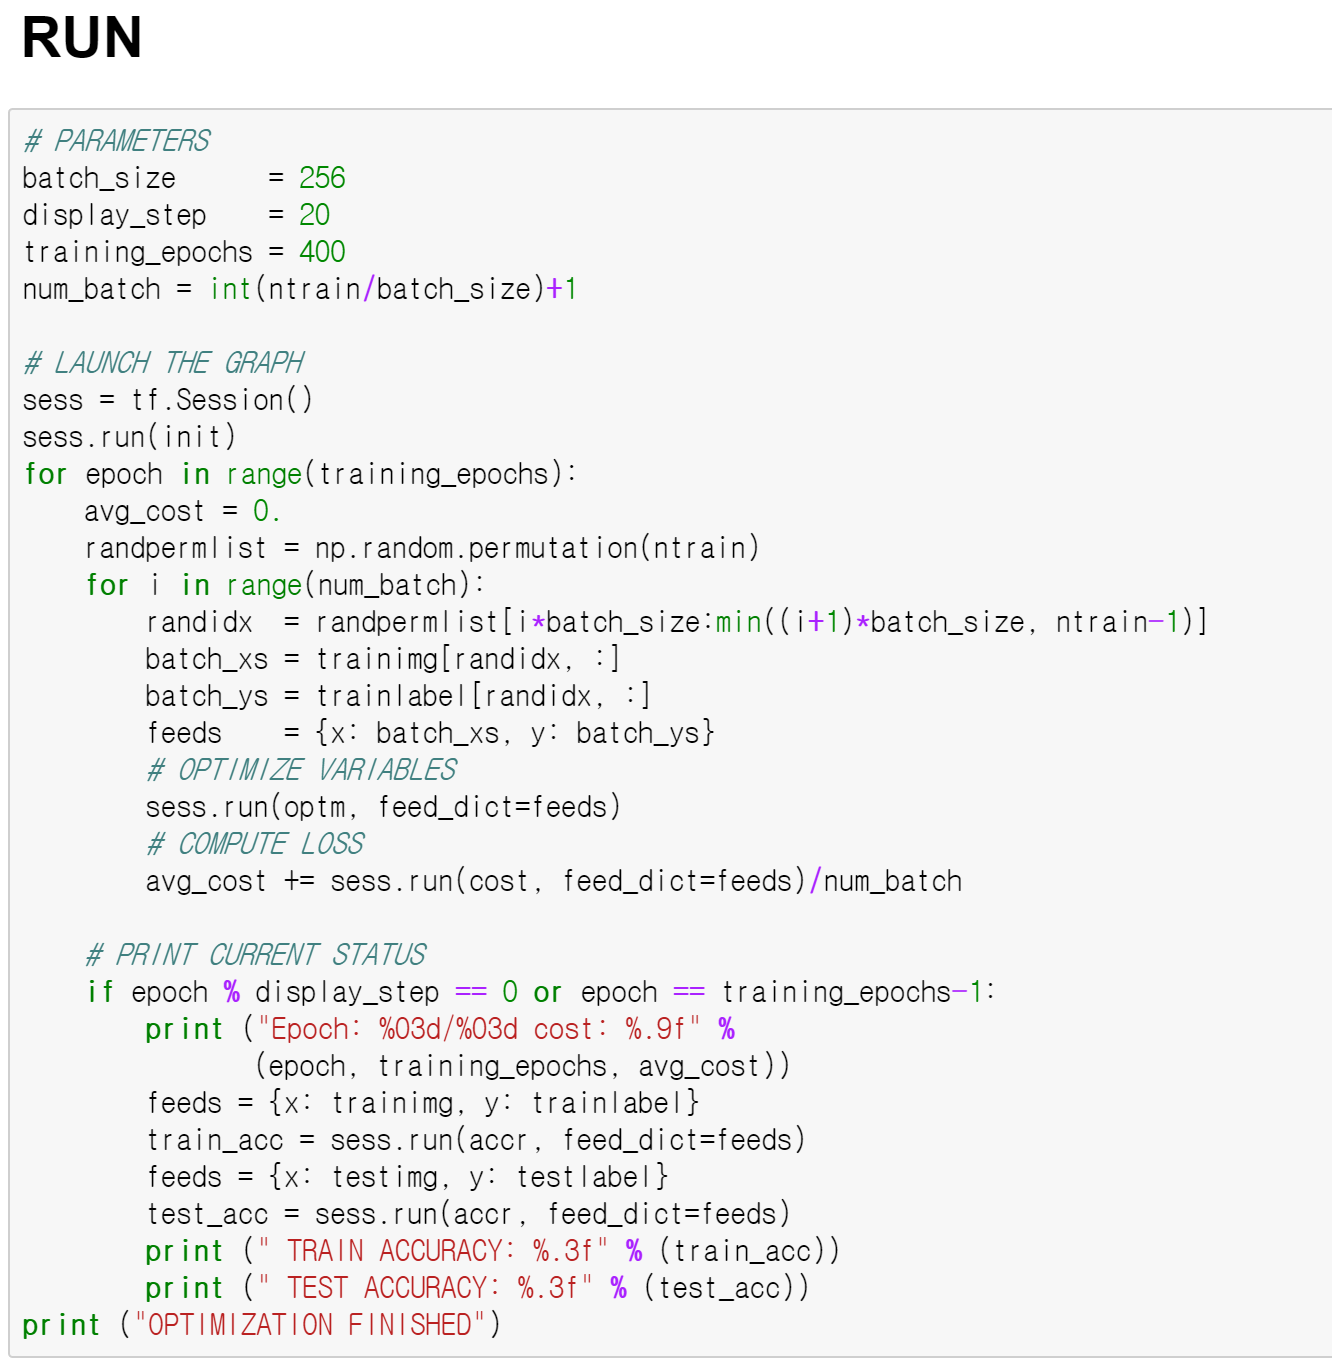 RUN
# PARAMETERS
batch_size      = 256
display_step    = 20
training_epochs = 400
num_batch = int(ntrain/batch_size)+1

# LAUNCH THE GRAPH
sess = tf.Session()
sess.run(init)
for epoch in range(training_epochs):
    avg_cost = 0.
    randpermlist = np.random.permutation(ntrain)
    for i in range(num_batch):
        randidx  = randpermlist[i*batch_size:min((i+1)*batch_size, ntrain-1)]
        batch_xs = trainimg[randidx, :]
        batch_ys = trainlabel[randidx, :]
        feeds    = {x: batch_xs, y: batch_ys}
        # OPTIMIZE VARIABLES
        sess.run(optm, feed_dict=feeds)
        # COMPUTE LOSS
        avg_cost += sess.run(cost, feed_dict=feeds)/num_batch

    # PRINT CURRENT STATUS
    if epoch % display_step == 0 or epoch == training_epochs-1:
        print ("Epoch: %03d/%03d cost: %.9f" %
               (epoch, training_epochs, avg_cost))
        feeds = {x: trainimg, y: trainlabel}
        train_acc = sess.run(accr, feed_dict=feeds)
        feeds = {x: testimg, y: testlabel}
        test_acc = sess.run(accr, feed_dict=feeds)
        print (" TRAIN ACCURACY: %.3f" % (train_acc))
        print (" TEST ACCURACY: %.3f" % (test_acc))
print ("OPTIMIZATION FINISHED")